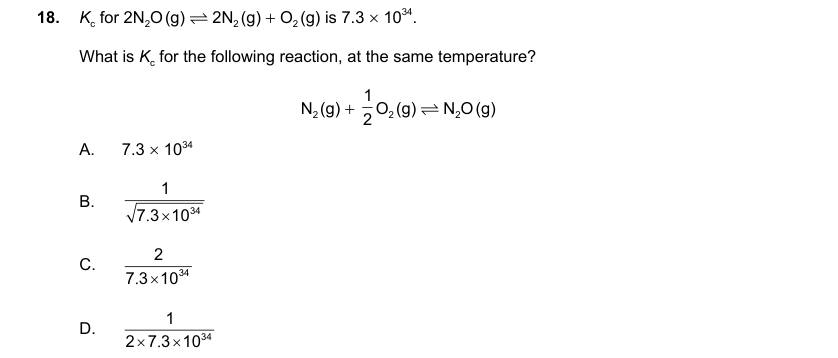 18. K꜀ for 2N₂O (g) ⇌ 2N₂ (g) + O₂ (g) is 7.3 × 10³⁴.
What is K꜀ for the following reaction, at the same temperature?
N₂ (g) + 1/2 O₂ (g) ⇌ N₂O (g)
A. 7.3 × 10³⁴
B. 1/√(7.3×10³⁴)
C. 2/(7.3×10³⁴)
D. 1/(2×7.3×10³⁴)